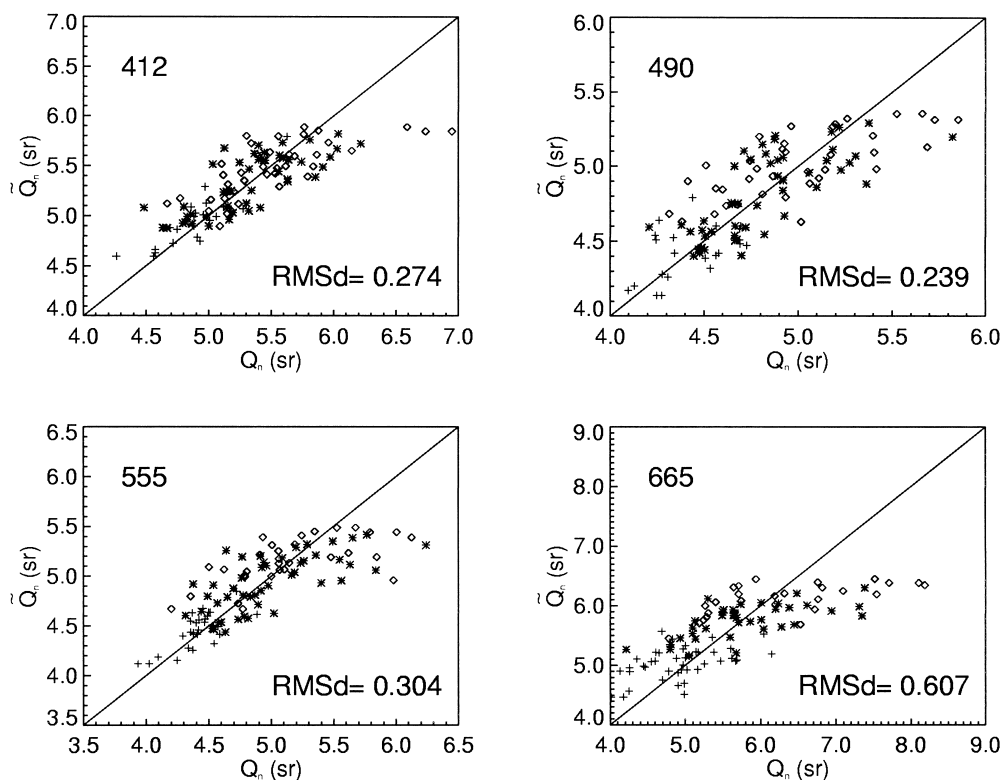 7.0
6.5
6.0
5.5
5.0
4.5
4.0
412
RMSd= 0.274
Q̃ₙ (sr)
4.0 4.5 5.0 5.5 6.0 6.5 7.0
Qₙ (sr)
6.0
5.5
5.0
4.5
4.0
490
RMSd= 0.239
Q̃ₙ (sr)
4.0 4.5 5.0 5.5 6.0
Qₙ (sr)
6.5
6.0
5.5
5.0
4.5
4.0
3.5
555
RMSd= 0.304
Q̃ₙ (sr)
3.5 4.0 4.5 5.0 5.5 6.0 6.5
Qₙ (sr)
9.0
8.0
7.0
6.0
5.0
4.0
665
RMSd= 0.607
Q̃ₙ (sr)
4.0 5.0 6.0 7.0 8.0 9.0
Qₙ (sr)